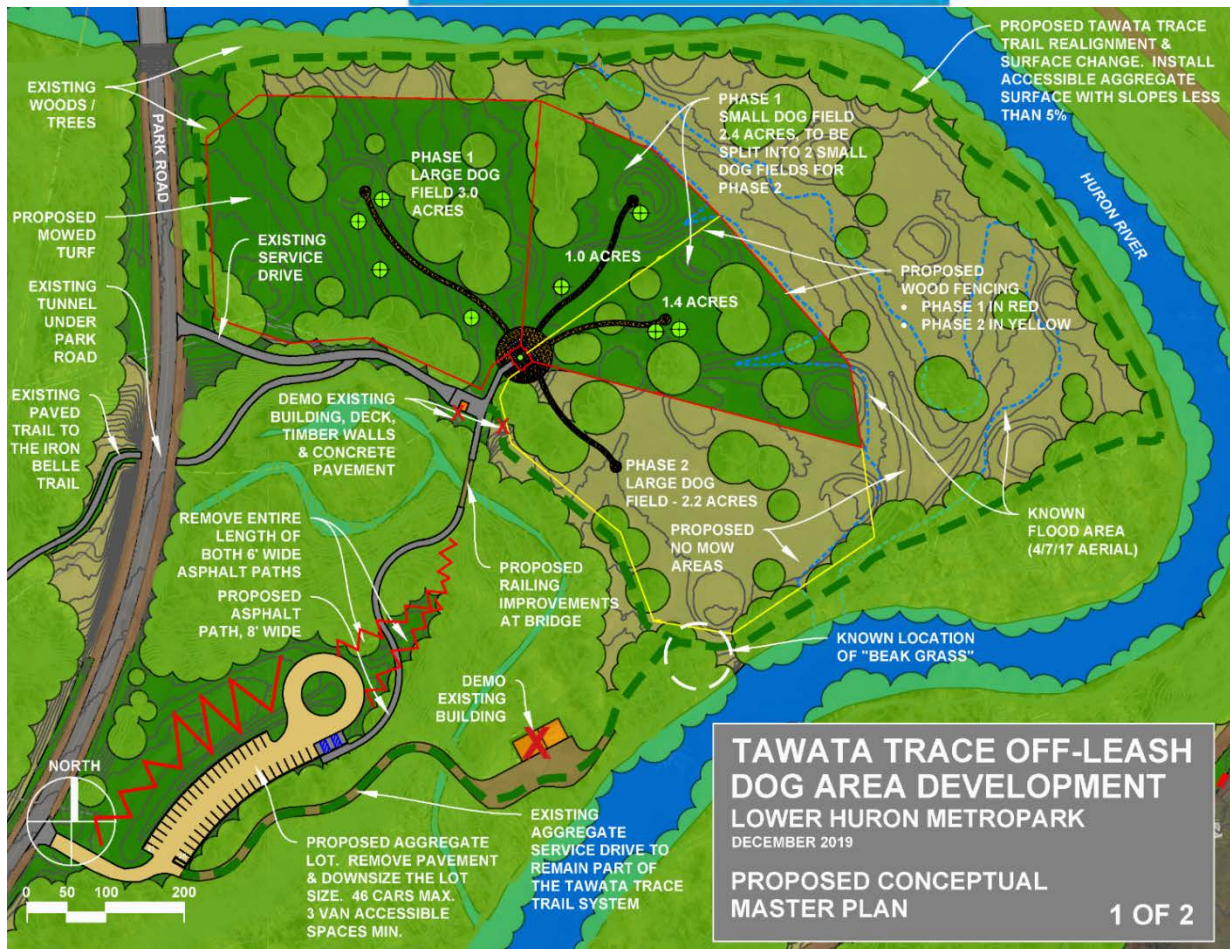 EXISTING
WOODS /
TREES
PARK ROAD
PROPOSED
MOWED
TURF
EXISTING
TUNNEL
UNDER
PARK
ROAD
EXISTING
PAVED
TRAIL TO
THE IRON
BELLE
TRAIL
EXISTING
SERVICE
DRIVE
PHASE 1
LARGE DOG
FIELD 3.0
ACRES
PHASE 1
SMALL DOG FIELD
2.4 ACRES, TO BE
SPLIT INTO 2 SMALL
DOG FIELDS FOR
PHASE 2
1.0 ACRES
1.4 ACRES
PROPOSED TAWATA TRACE
TRAIL REALIGNMENT &
SURFACE CHANGE. INSTALL
ACCESSIBLE AGGREGATE
SURFACE WITH SLOPES LESS
THAN 5%
HURON RIVER
PROPOSED
WOOD FENCING
• PHASE 1 IN RED
• PHASE 2 IN YELLOW
DEMO EXISTING
BUILDING, DECK,
TIMBER WALLS
& CONCRETE
PAVEMENT
PHASE 2
LARGE DOG
FIELD - 2.2 ACRES
PROPOSED
NO MOW
AREAS
KNOWN
FLOOD AREA
(4/7/17 AERIAL)
REMOVE ENTIRE
LENGTH OF
BOTH 6' WIDE
ASPHALT PATHS
PROPOSED
ASPHALT
PATH, 8' WIDE
PROPOSED
RAILING
IMPROVEMENTS
AT BRIDGE
KNOWN LOCATION
OF "BEAK GRASS"
DEMO
EXISTING
BUILDING
NORTH
0 50 100 200
PROPOSED AGGREGATE
LOT. REMOVE PAVEMENT
& DOWNSIZE THE LOT
SIZE. 46 CARS MAX.
3 VAN ACCESSIBLE
SPACES MIN.
EXISTING
AGGREGATE
SERVICE DRIVE TO
REMAIN PART OF
THE TAWATA TRACE
TRAIL SYSTEM
TAWATA TRACE OFF-LEASH
DOG AREA DEVELOPMENT
LOWER HURON METROPARK
DECEMBER 2019
PROPOSED CONCEPTUAL
MASTER PLAN
1 OF 2